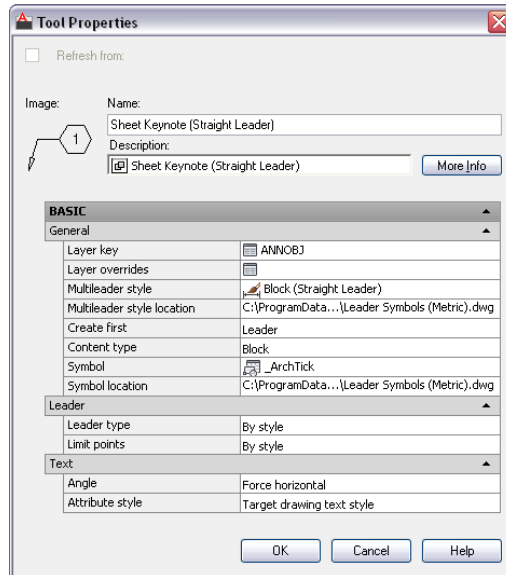 Tool Properties
Refresh from:
Image:
Name:
1
Sheet Keynote (Straight Leader)
Description:
Sheet Keynote (Straight Leader)
More Info
BASIC
General
Layer key ANNOBJ
Layer overrides
Multileader style Block (Straight Leader)
Multileader style location C:\ProgramData...\Leader Symbols (Metric).dwg
Create first Leader
Content type Block
Symbol _ArchTick
Symbol location C:\ProgramData...\Leader Symbols (Metric).dwg
Leader
Leader type By style
Limit points By style
Text
Angle Force horizontal
Attribute style Target drawing text style
OK Cancel Help